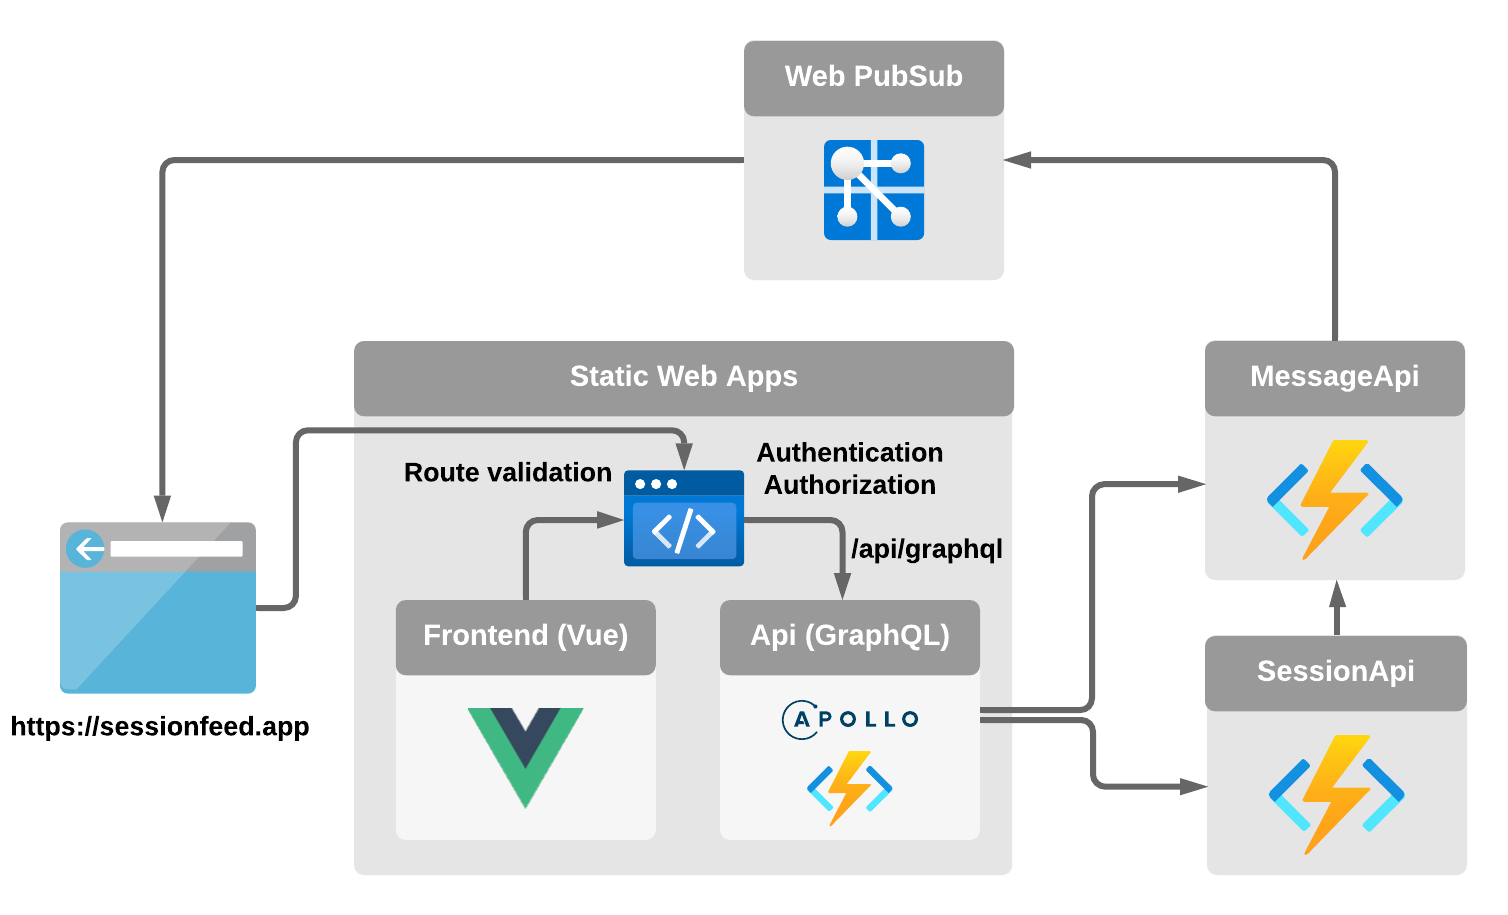 Web PubSub
Static Web Apps
MessageApi
Route validation
Authentication
Authorization
/api/graphql
Frontend (Vue)
Api (GraphQL)
SessionApi
APOLLO
https://sessionfeed.app